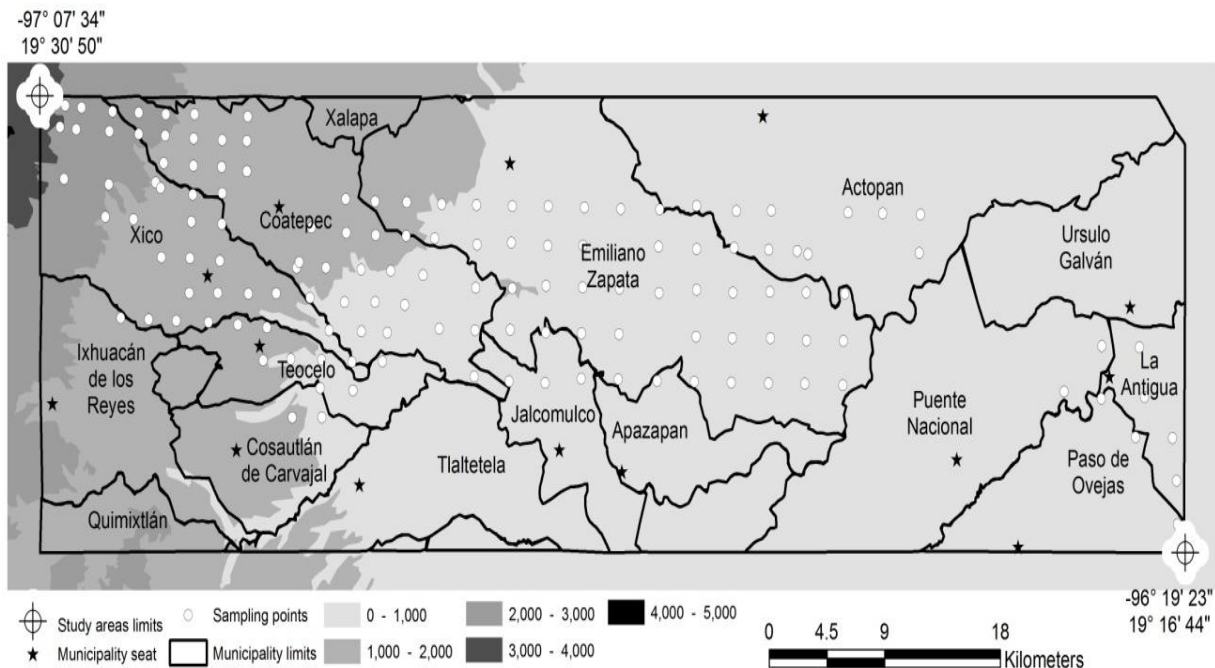 -97° 07' 34"
19° 30' 50"
Xalapa
Actopan
Coatepec
Xico
Ursulo
Galván
Emiliano
Zapata
Ixhuacán
de los
Reyes
Teocelo
La
Antigua
Jalcomulco
Apazapan
Puente
Nacional
Cosautlán
de Carvajal
Tlaltetela
Paso de
Ovejas
Quimixtlán
-96° 19' 23"
19° 16' 44"
Study areas limits
Sampling points
0 - 1,000
2,000 - 3,000
4,000 - 5,000
Municipality seat
Municipality limits
1,000 - 2,000
3,000 - 4,000
0 4.5 9 18
Kilometers